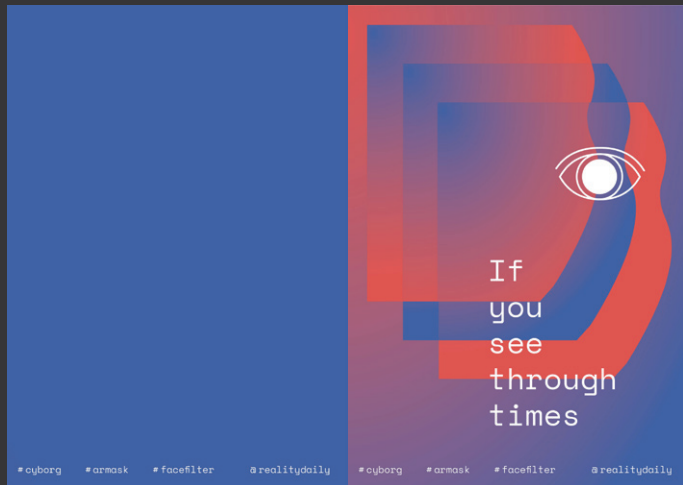 If
you
see
through
times
#cyborg #armask #facefilter @realitydaily
#cyborg #armask #facefilter @realitydaily